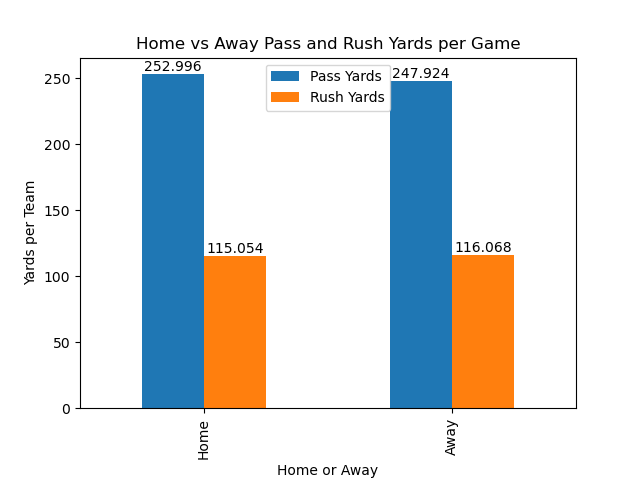 Home vs Away Pass and Rush Yards per Game
252.996
Pass Yards
Rush Yards
247.924
115.054
116.068
250
200
150
100
50
0
Yards per Team
Home
Away
Home or Away